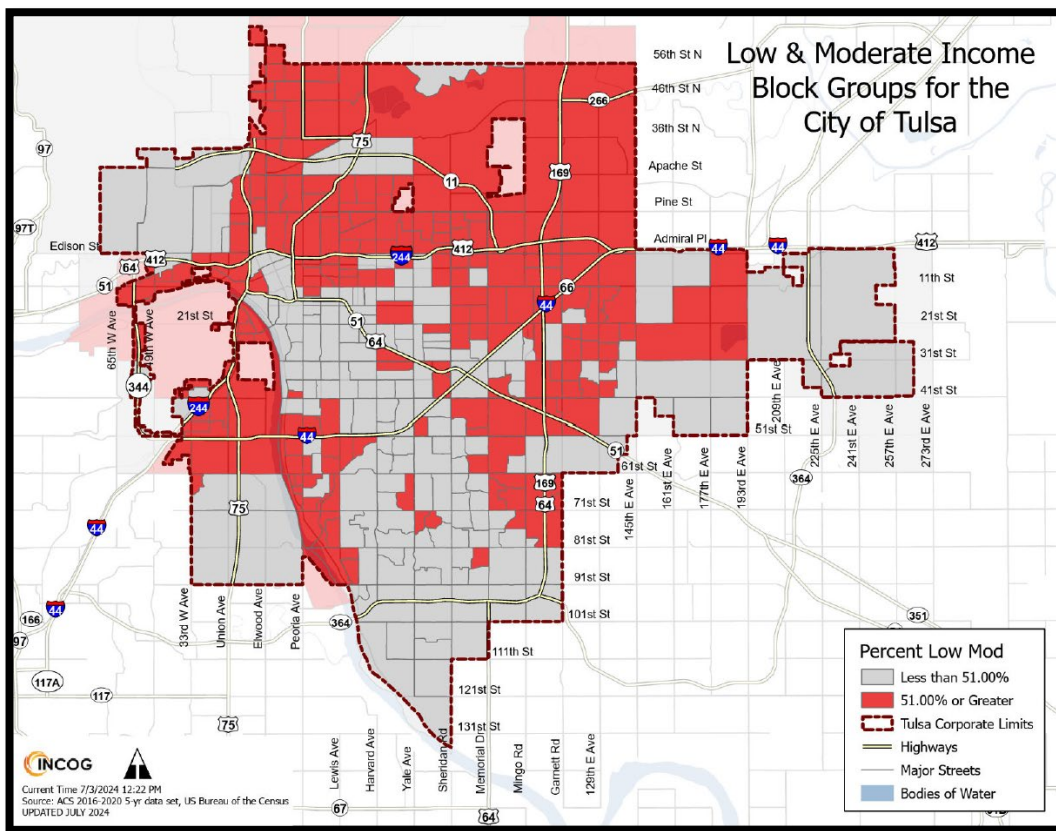 Low & Moderate Income
Block Groups for the
City of Tulsa
56th St N
46th St N
266
36th St N
97
75
169
Apache St
11
Pine St
97T
Admiral Pl
Edison St
44
44
412
412
244
64
412
11th St
51
66
44
21st St
21st St
51
64
31st St
65th W Ave
49th W Ave
344
41st St
244
209th E Ave
51st St
44
51
61st St
225th E Ave
241st E Ave
257th E Ave
273rd E Ave
145th E Ave
161st E Ave
177th E Ave
193rd E Ave
364
169
64
71st St
75
44
81st St
91st St
33rd W Ave
Union Ave
Elwood Ave
Peoria Ave
44
166
97
364
101st St
351
117A
117
111th St
121st St
75
131st St
Lewis Ave
Harvard Ave
Yale Ave
Sheridan Rd
Memorial Dr
Mingo Rd
Garnett Rd
129th E Ave
67
64
Percent Low Mod
Less than 51.00%
51.00% or Greater
Tulsa Corporate Limits
Highways
Major Streets
Bodies of Water
INCOG
Current Time 7/3/2024 12:22 PM
Source: ACS 2016-2020 5-yr data set, US Bureau of the Census
UPDATED JULY 2024